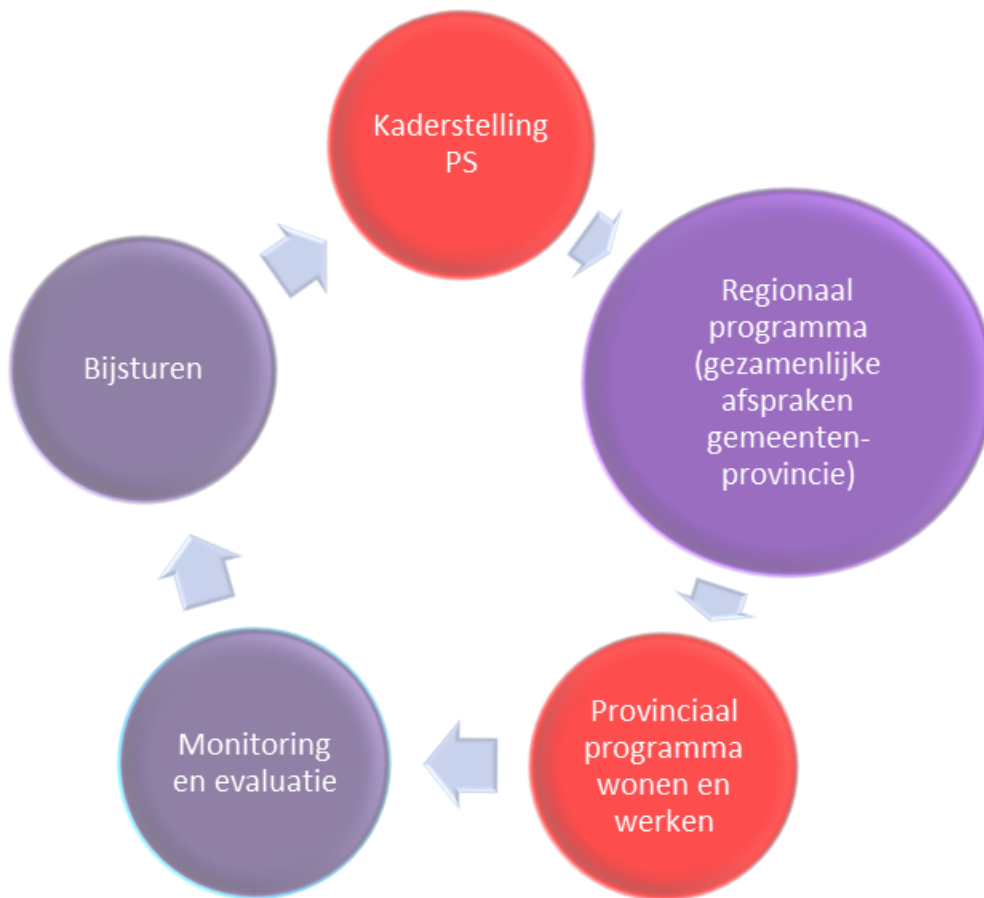 Kaderstelling
PS
Regionaal
programma
(gezamenlijke
afspraken
gemeenten-
provincie)
Provinciaal
programma
wonen en
werken
Monitoring
en evaluatie
Bijsturen